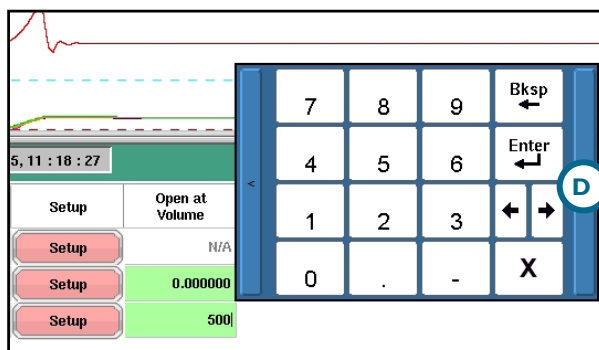 5, 11 : 18 : 27
Setup Open at Volume
Setup N/A
Setup 0.000000
Setup 500
<
7 8 9 Bksp
4 5 6 Enter
1 2 3
0 . - X
D